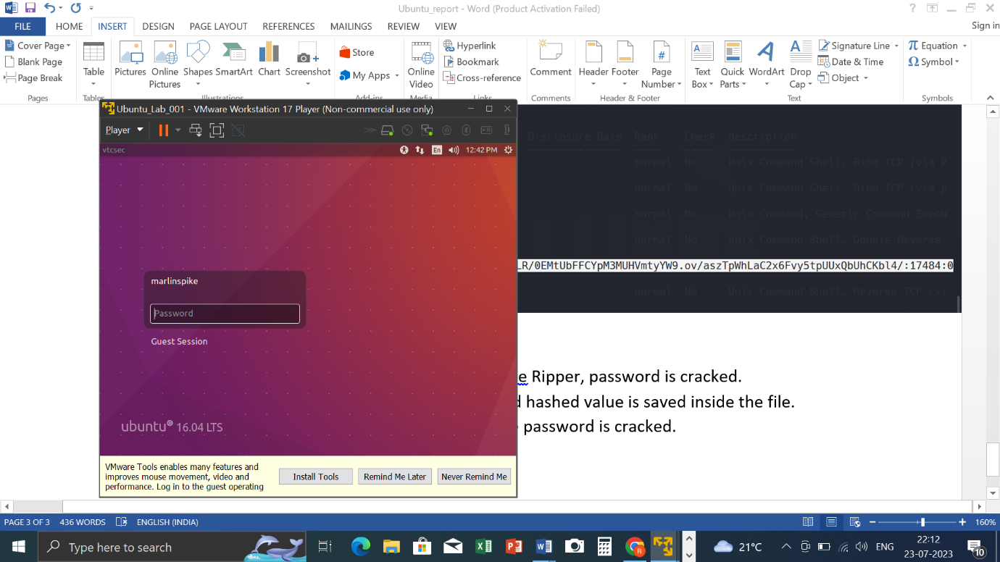 Ubuntu_report - Word (Product Activation Failed)
FILE HOME INSERT DESIGN PAGE LAYOUT REFERENCES MAILINGS REVIEW VIEW Sign in
Cover Page
Blank Page
Page Break
Pages
Table
Tables
Pictures
Online Pictures
Shapes
SmartArt
Chart
Screenshot
Illustrations
Store
My Apps
Add-ins
Online Video
Media
Hyperlink
Bookmark
Cross-reference
Links
Comment
Comments
Header
Footer
Page Number
Header & Footer
Text Box
Quick Parts
WordArt
Drop Cap
Signature Line
Date & Time
Object
Text
Equation
Symbol
Symbols
Ubuntu_Lab_001 - VMware Workstation 17 Player (Non-commercial use only)
Player
vtcsec En 12:42 PM
marlinspike
Password
Guest Session
ubuntu 16.04 LTS
VMware Tools enables many features and
improves mouse movement, video and
performance. Log in to the guest operating
Install Tools Remind Me Later Never Remind Me
Disclosure Date Rank Check Description
normal No Unix Command Shell, Bind TCP (via P
normal No Unix Command Shell, Bind TCP (via p
normal No Unix Command, Generic Command Execu
normal No Unix Command Shell, Double Reverse
LR/0EMtUbFFCYpM3MUHVmtyYW9.ov/aszTpWhLaC2x6Fvy5tpUUxQbUhCKbl4/:17484:0
normal No Unix Command Shell, Reverse TCP (vi
e Ripper, password is cracked.
d hashed value is saved inside the file.
password is cracked.
PAGE 3 OF 3 436 WORDS ENGLISH (INDIA) 160%
Type here to search
21°C ENG 22:12
23-07-2023 10